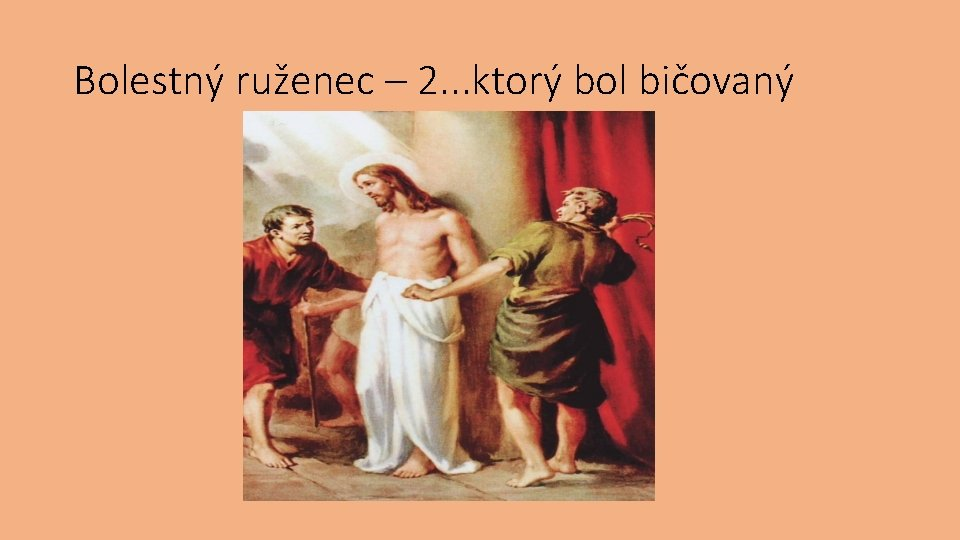 Bolestný ruženec – 2...ktorý bol bičovaný